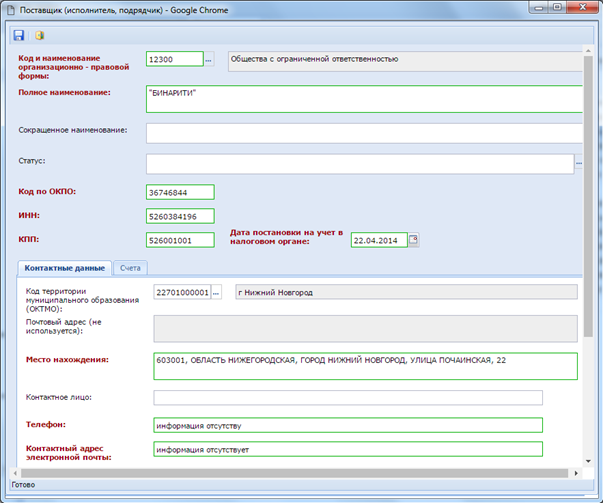 Поставщик (исполнитель, подрядчик) - Google Chrome
Код и наименование организационно - правовой формы:
12300
...
Общества с ограниченной ответственностью
Полное наименование:
"БИНАРИТИ"
Сокращенное наименование:
Статус:
...
Код по ОКПО:
36746844
ИНН:
5260384196
КПП:
526001001
Дата постановки на учет в
налоговом органе:
22.04.2014
Контактные данные
Счета
Код территории
муниципального образования
(ОКТМО):
22701000001
...
г Нижний Новгород
Почтовый адрес (не
используется):
Место нахождения:
603001, ОБЛАСТЬ НИЖЕГОРОДСКАЯ, ГОРОД НИЖНИЙ НОВГОРОД, УЛИЦА ПОЧАИНСКАЯ, 22
Контактное лицо:
Телефон:
информация отсутству
Контактный адрес
электронной почты:
информация отсутствует
Готово